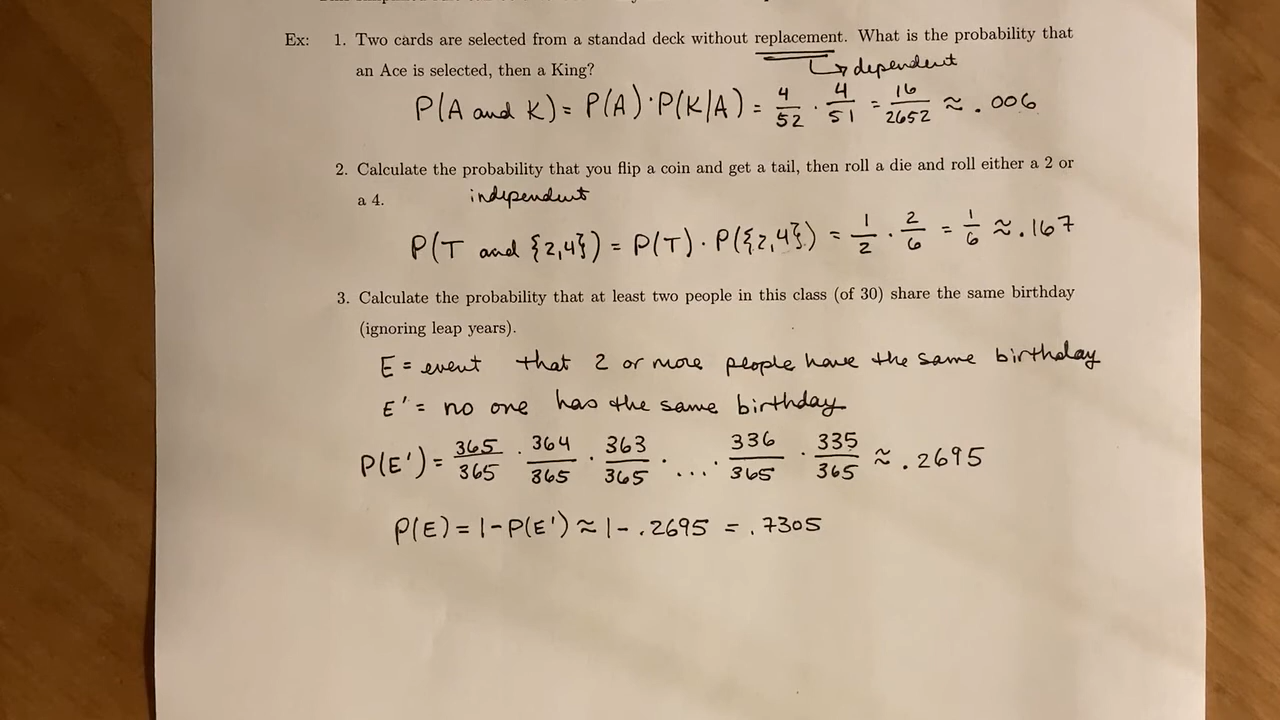 Ex: 1. Two cards are selected from a standad deck without replacement. What is the probability that
an Ace is selected, then a King?
↳ dependent
P(A and K) = P(A) · P(K|A) = 4/52 · 4/51 = 16/2652 ≈ .006
2. Calculate the probability that you flip a coin and get a tail, then roll a die and roll either a 2 or
a 4.
independent
P(T and {2,4}) = P(T) · P({2,4}) = 1/2 · 2/6 = 1/6 ≈ .167
3. Calculate the probability that at least two people in this class (of 30) share the same birthday
(ignoring leap years).
E = event that 2 or more people have the same birthday
E' = no one has the same birthday
P(E') = 365/365 · 364/365 · 363/365 · ... · 336/365 · 335/365 ≈ .2695
P(E) = 1 - P(E') ≈ 1 - .2695 = .7305